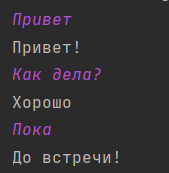 Привет
Привет!
Как дела?
Хорошо
Пока
До встречи!